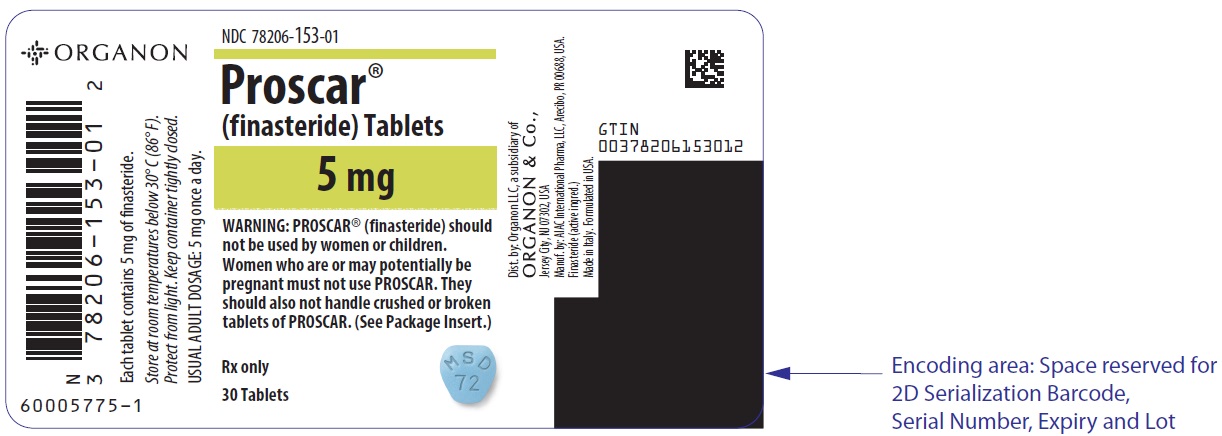 ORGANON
N 3 78206-153-01 2
Each tablet contains 5 mg of finasteride.
Store at room temperatures below 30°C (86°F).
Protect from light. Keep container tightly closed.
USUAL ADULT DOSAGE: 5 mg once a day.
60005775-1
NDC 78206-153-01
Proscar®
(finasteride) Tablets
5 mg
WARNING: PROSCAR® (finasteride) should
not be used by women or children.
Women who are or may potentially be
pregnant must not use PROSCAR. They
should also not handle crushed or broken
tablets of PROSCAR. (See Package Insert.)
Rx only
30 Tablets
MSD
72
Dist. by: Organon LLC, a subsidiary of
ORGANON & Co.,
Jersey City, NJ 07302, USA
Manuf. by: AIAC International Pharma, LLC, Arecibo, PR 00688, USA.
Finasteride (active ingred.)
Made in Italy. Formulated in USA.
GTIN
00378206153012
Encoding area: Space reserved for
2D Serialization Barcode,
Serial Number, Expiry and Lot